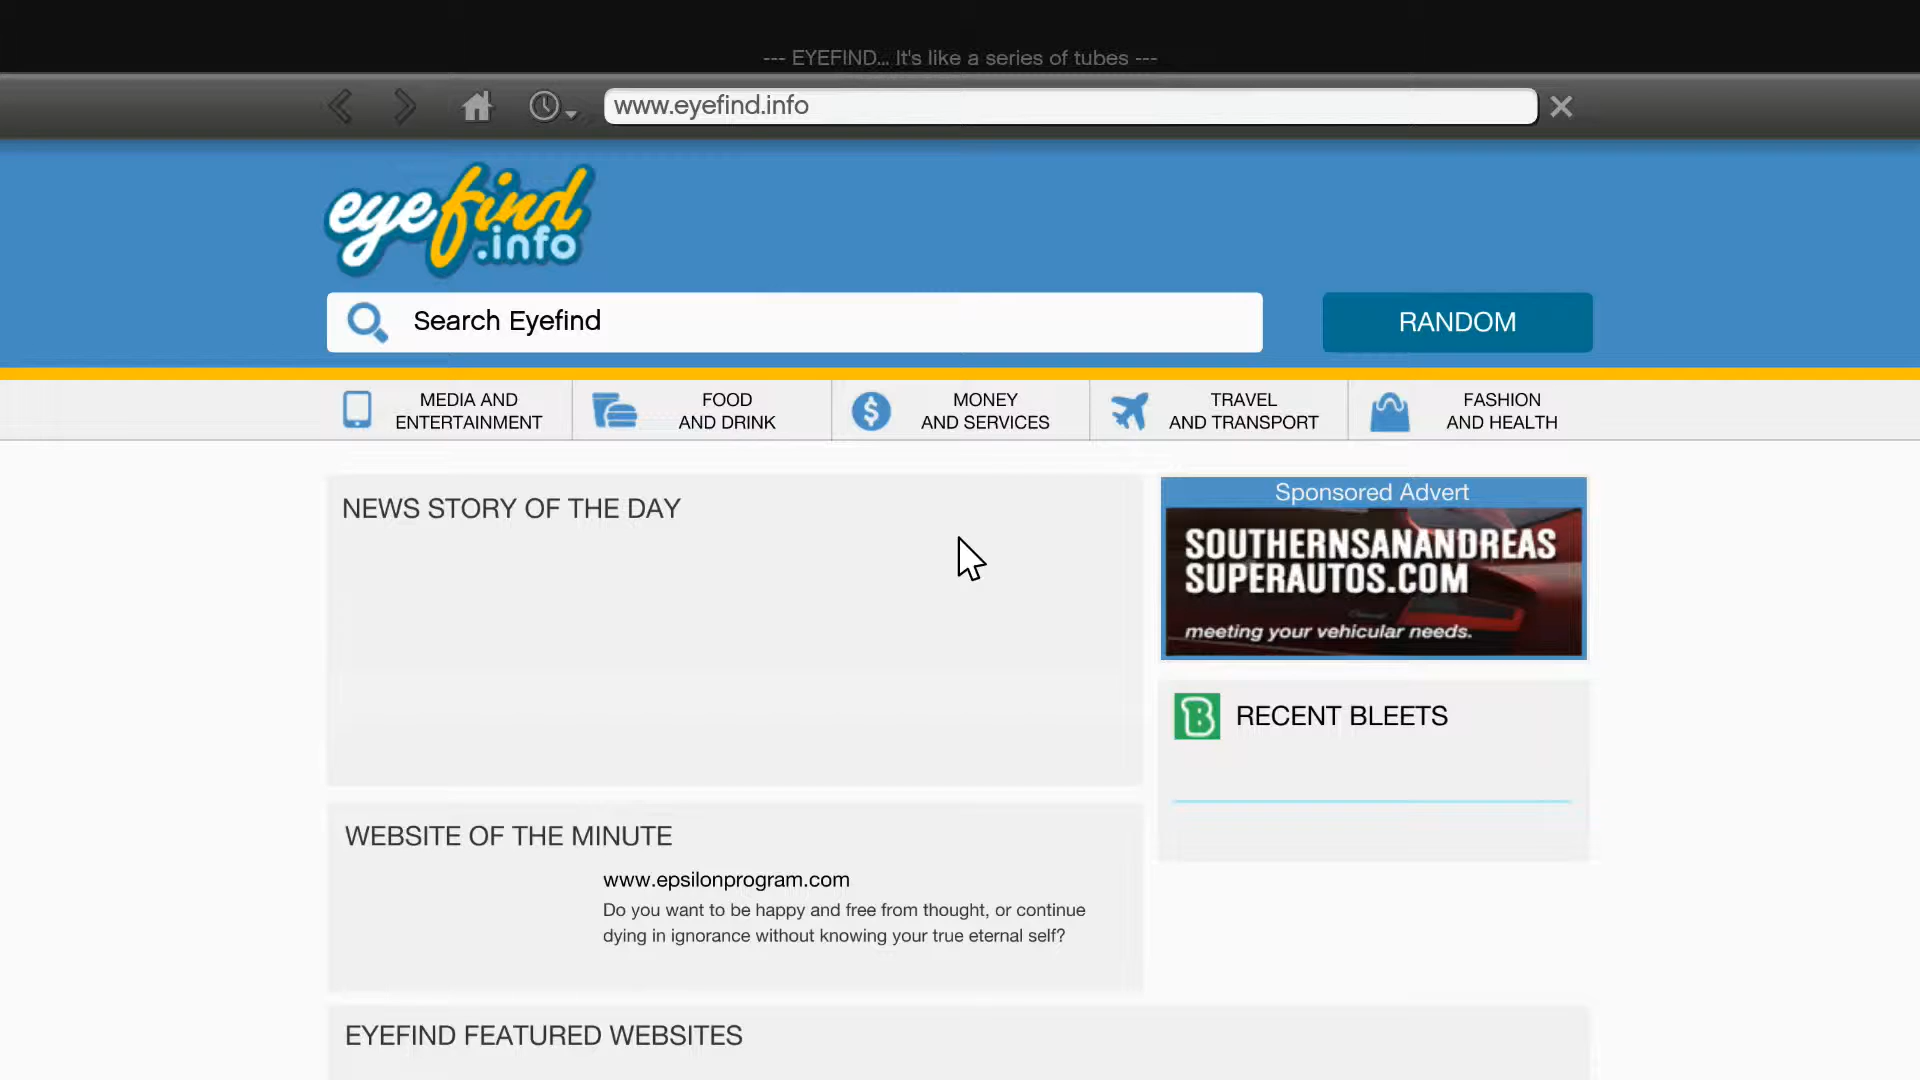 --- EYEFIND... It's like a series of tubes ---
www.eyefind.info
eyefind
.info
Search Eyefind
RANDOM
MEDIA AND
ENTERTAINMENT
FOOD
AND DRINK
MONEY
AND SERVICES
TRAVEL
AND TRANSPORT
FASHION
AND HEALTH
NEWS STORY OF THE DAY
Sponsored Advert
SOUTHERNSANANDREAS
SUPERAUTOS.COM
meeting your vehicular needs.
B
RECENT BLEETS
WEBSITE OF THE MINUTE
www.epsilonprogram.com
Do you want to be happy and free from thought, or continue
dying in ignorance without knowing your true eternal self?
EYEFIND FEATURED WEBSITES